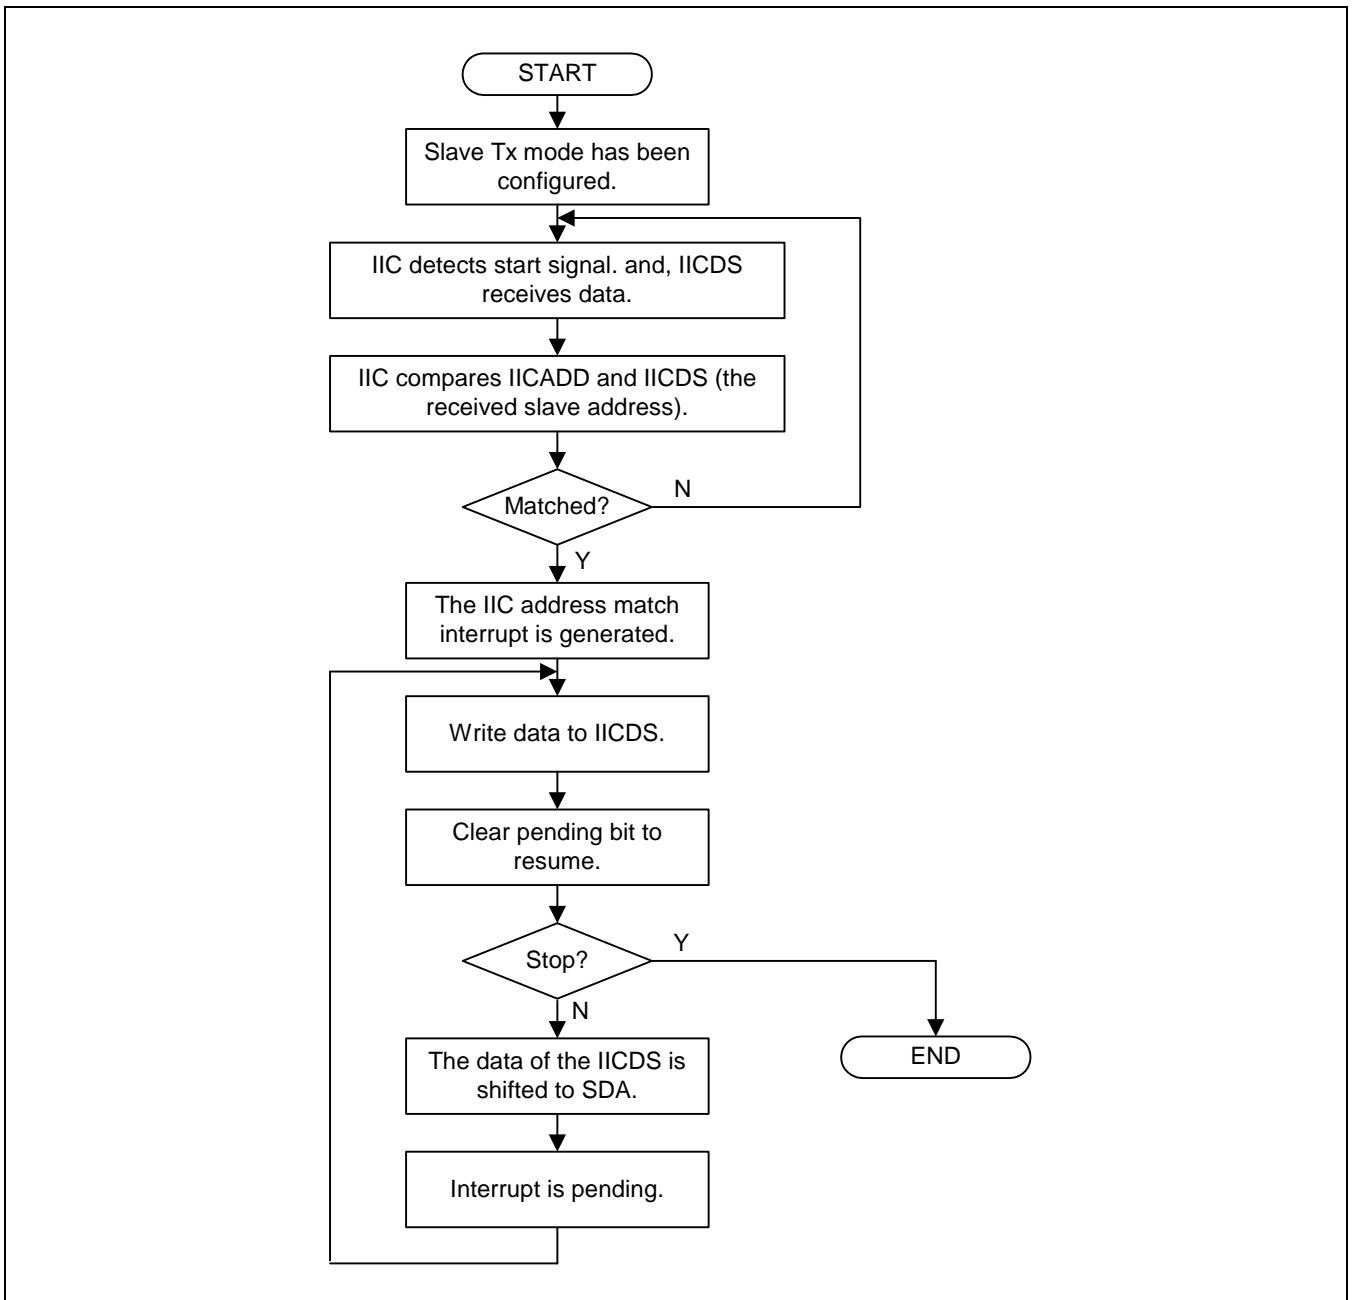 START
Slave Tx mode has been
configured.
IIC detects start signal. and, IICDS
receives data.
IIC compares IICADD and IICDS (the
received slave address).
Matched?
N
Y
The IIC address match
interrupt is generated.
Write data to IICDS.
Clear pending bit to
resume.
Stop?
Y
N
The data of the IICDS is
shifted to SDA.
END
Interrupt is pending.